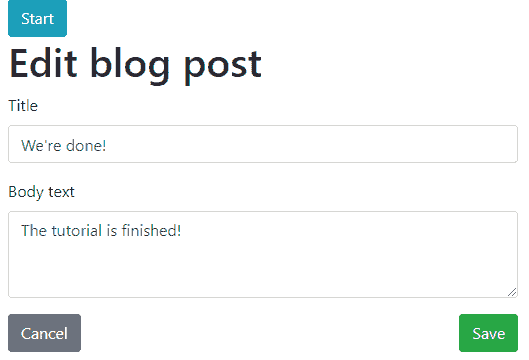 Start
Edit blog post
Title
We're done!
Body text
The tutorial is finished!
Cancel
Save